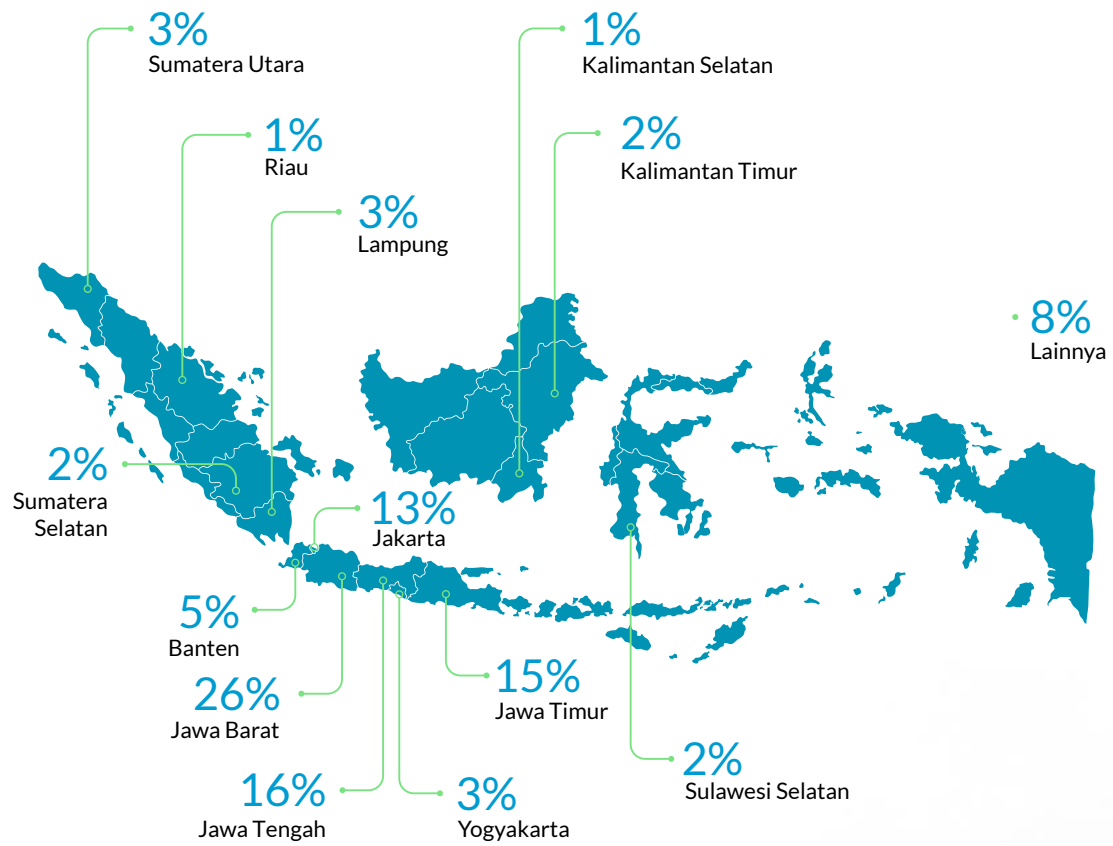 3%
Sumatera Utara
1%
Kalimantan Selatan
1%
Riau
2%
Kalimantan Timur
3%
Lampung
8%
Lainnya
2%
Sumatera
Selatan
13%
Jakarta
5%
Banten
26%
Jawa Barat
15%
Jawa Timur
16%
Jawa Tengah
3%
Yogyakarta
2%
Sulawesi Selatan